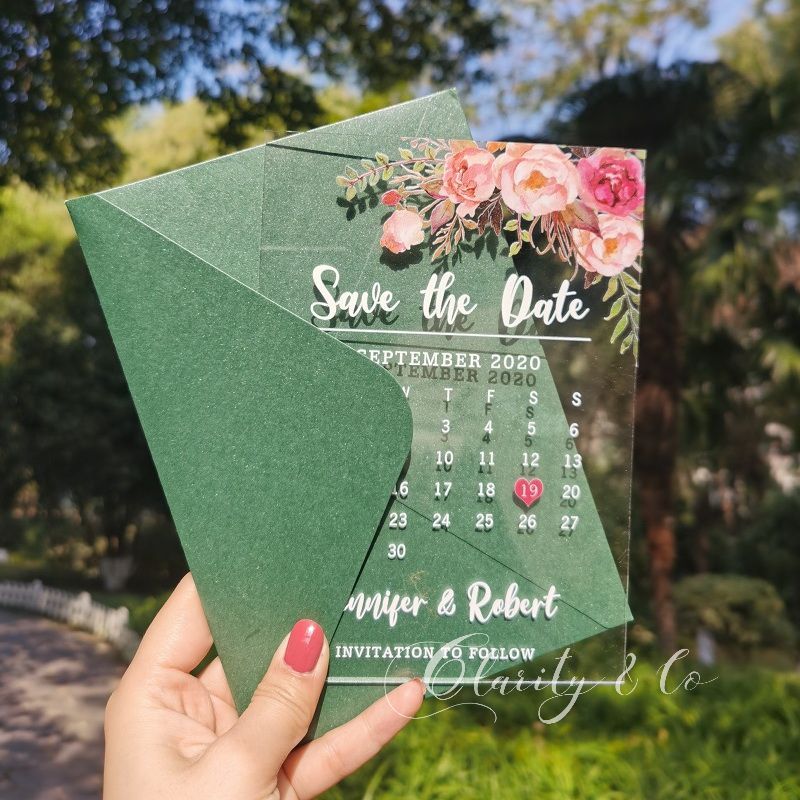 Save the Date
SEPTEMBER 2020
T F S S
3 4 5 6
10 11 12 13
16 17 18 19 20
23 24 25 26 27
30
nnifer & Robert
INVITATION TO FOLLOW
Clarity & Co